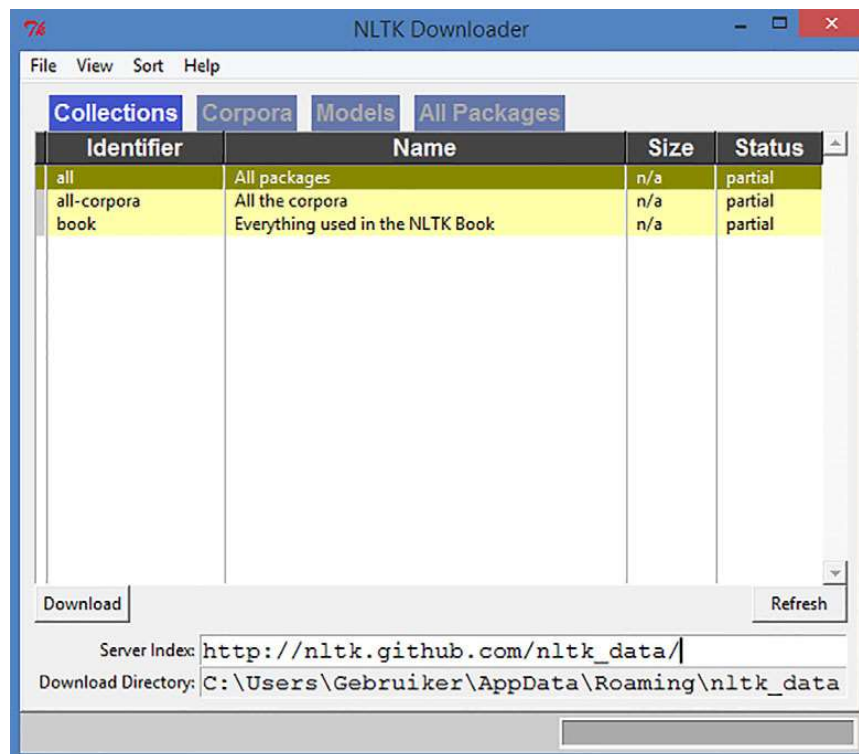 NLTK Downloader
File View Sort Help
Collections Corpora Models All Packages
Identifier Name Size Status
all All packages n/a partial
all-corpora All the corpora n/a partial
book Everything used in the NLTK Book n/a partial
Download Refresh
Server Index: http://nltk.github.com/nltk_data/
Download Directory: C:\Users\Gebruiker\AppData\Roaming\nltk_data